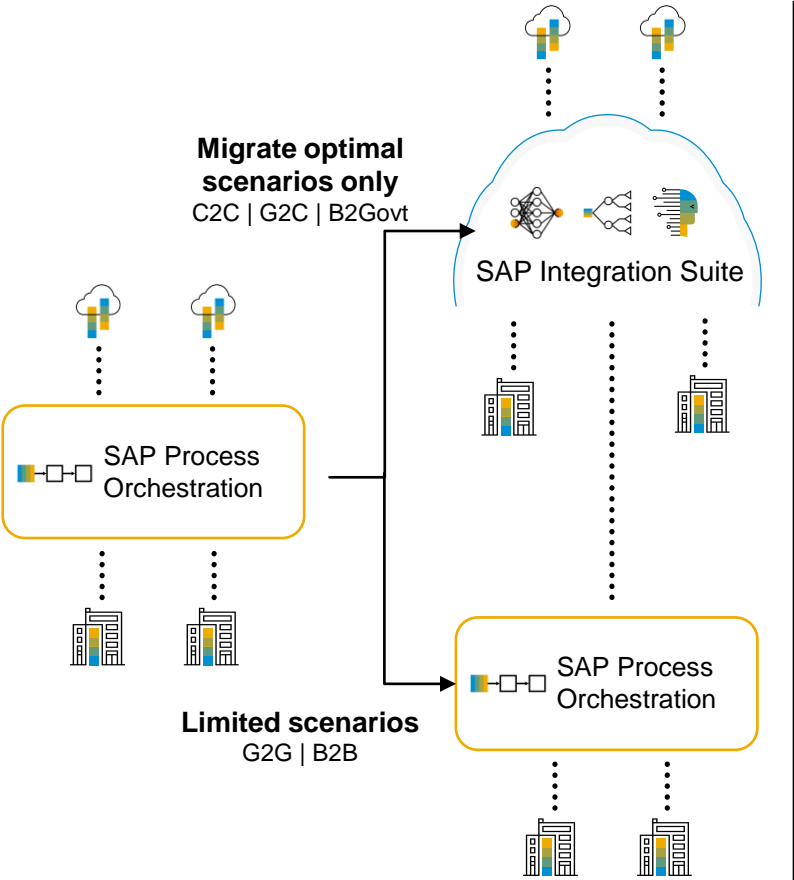 Migrate optimal
scenarios only
C2C | G2C | B2Govt
SAP Integration Suite
SAP Process
Orchestration
SAP Process
Orchestration
Limited scenarios
G2G | B2B